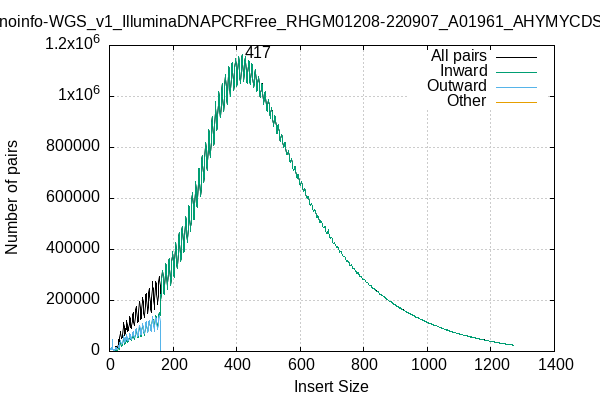 noinfo-WGS_v1_IlluminaDNAPCRFree_RHGM01208-220907_A01961_AHYMYCDS
417
All pairs
Inward
Outward
Other
1.2x10^6
1x10^6
800000
600000
400000
200000
0
Number of pairs
0 200 400 600 800 1000 1200 1400
Insert Size